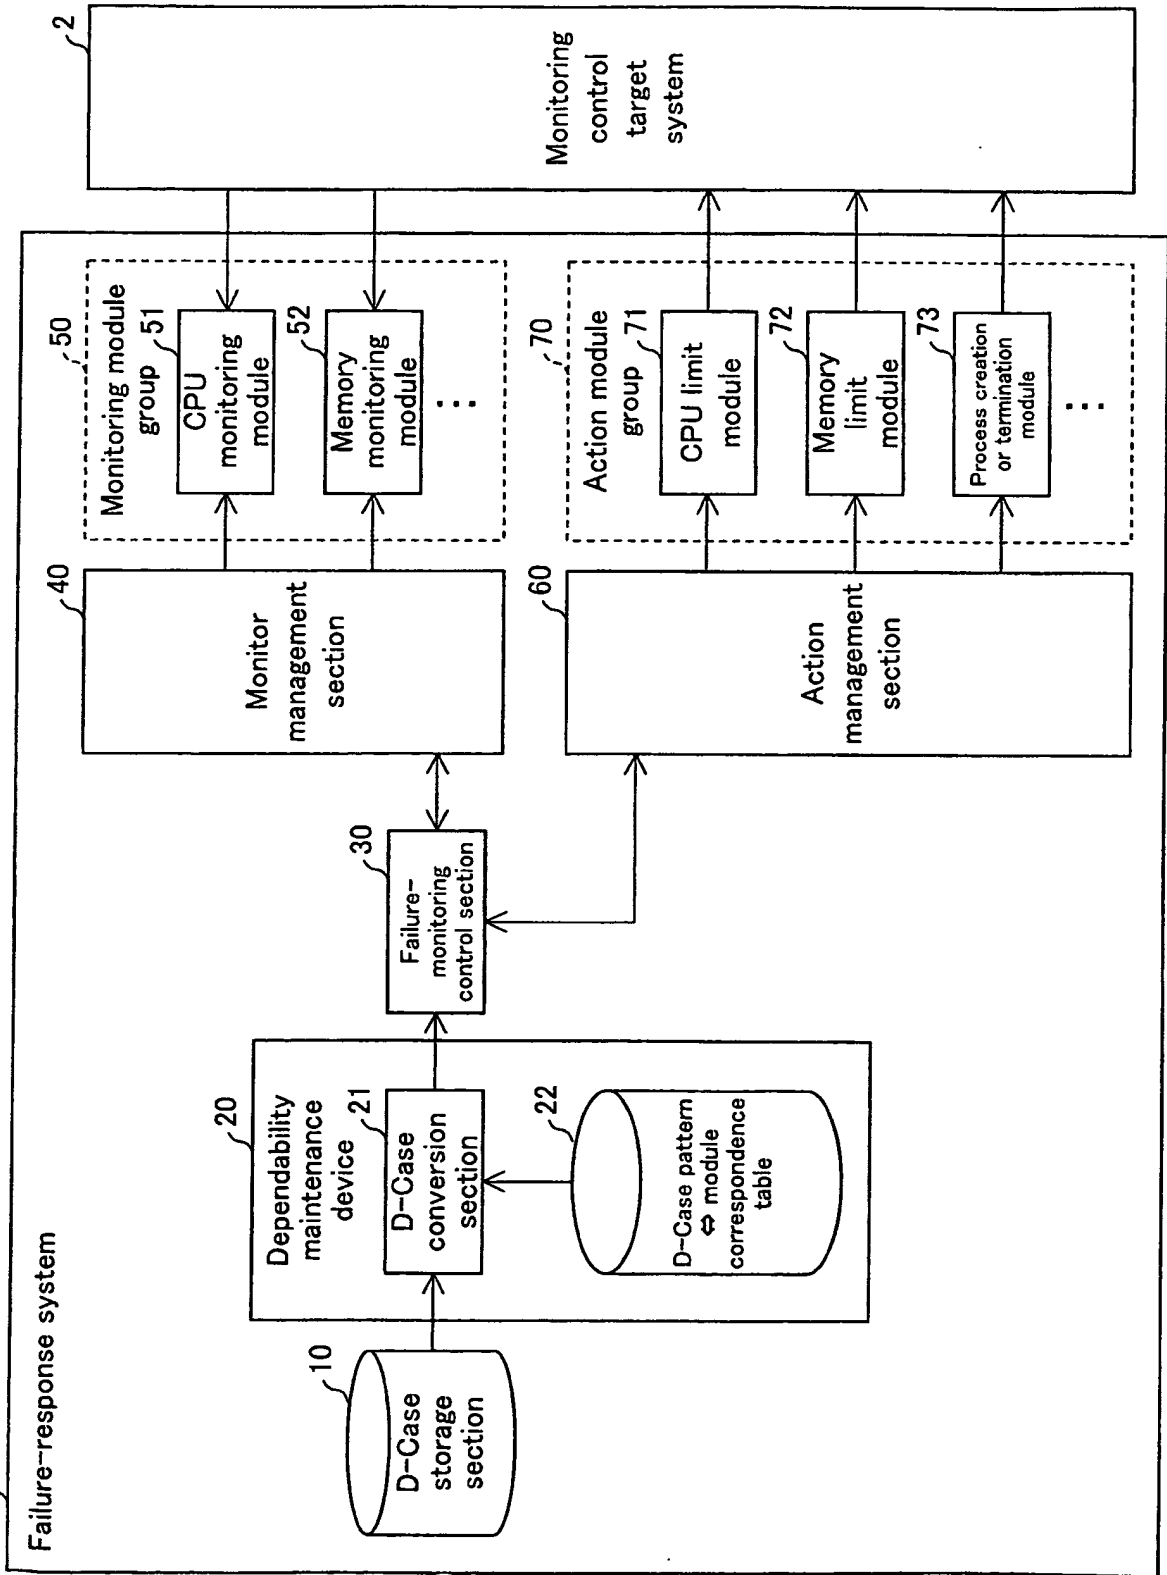 Failure-response system
10
D-Case
storage
section
20
Dependability
maintenance
device
21
D-Case
conversion
section
22
D-Case pattern
⇔ module
correspondence
table
30
Failure-
monitoring
control section
40
Monitor
management
section
50
Monitoring module
group
51
CPU
monitoring
module
52
Memory
monitoring
module
...
60
Action
management
section
70
Action module
group
71
CPU limit
module
72
Memory
limit
module
73
Process creation
or termination
module
...
2
Monitoring
control
target
system